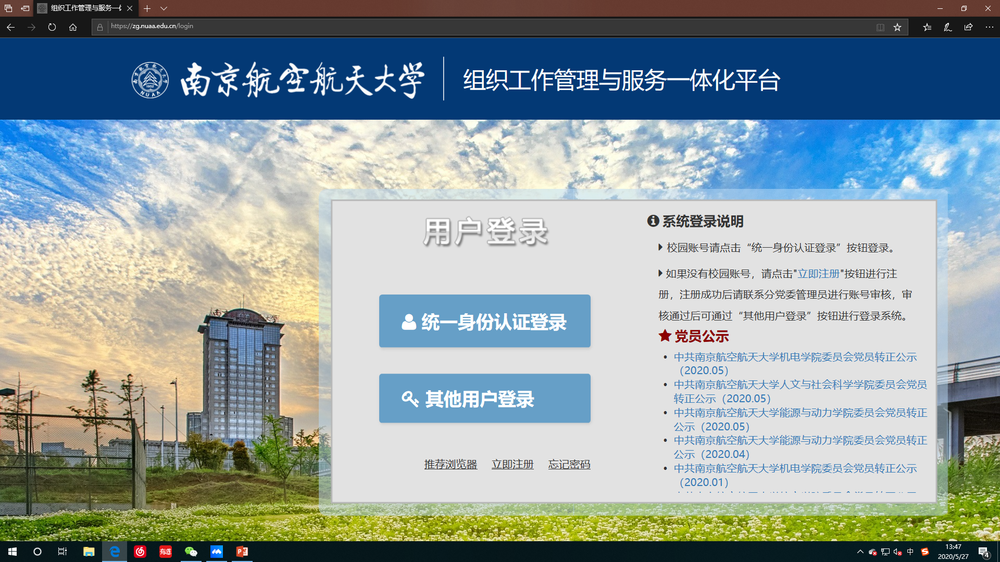 组织工作管理与服务一体
https://zg.nuaa.edu.cn/login
南京航空航天大学
1952
NUAA
组织工作管理与服务一体化平台
用户登录
统一身份认证登录
其他用户登录
推荐浏览器 立即注册 忘记密码
系统登录说明
校园账号请点击“统一身份认证登录”按钮登录。
如果没有校园账号，请点击"立即注册"按钮进行注
册，注册成功后请联系分党委管理员进行账号审核，审
核通过后可通过“其他用户登录”按钮进行登录系统。
党员公示
中共南京航空航天大学机电学院委员会党员转正公示
（2020.05）
中共南京航空航天大学人文与社会科学学院委员会党员
转正公示（2020.05）
中共南京航空航天大学能源与动力学院委员会党员转正
公示（2020.05）
中共南京航空航天大学能源与动力学院委员会党员转正
公示（2020.04）
中共南京航空航天大学机电学院委员会党员转正公示
（2020.01）
有道
中
13:47
2020/5/27
4